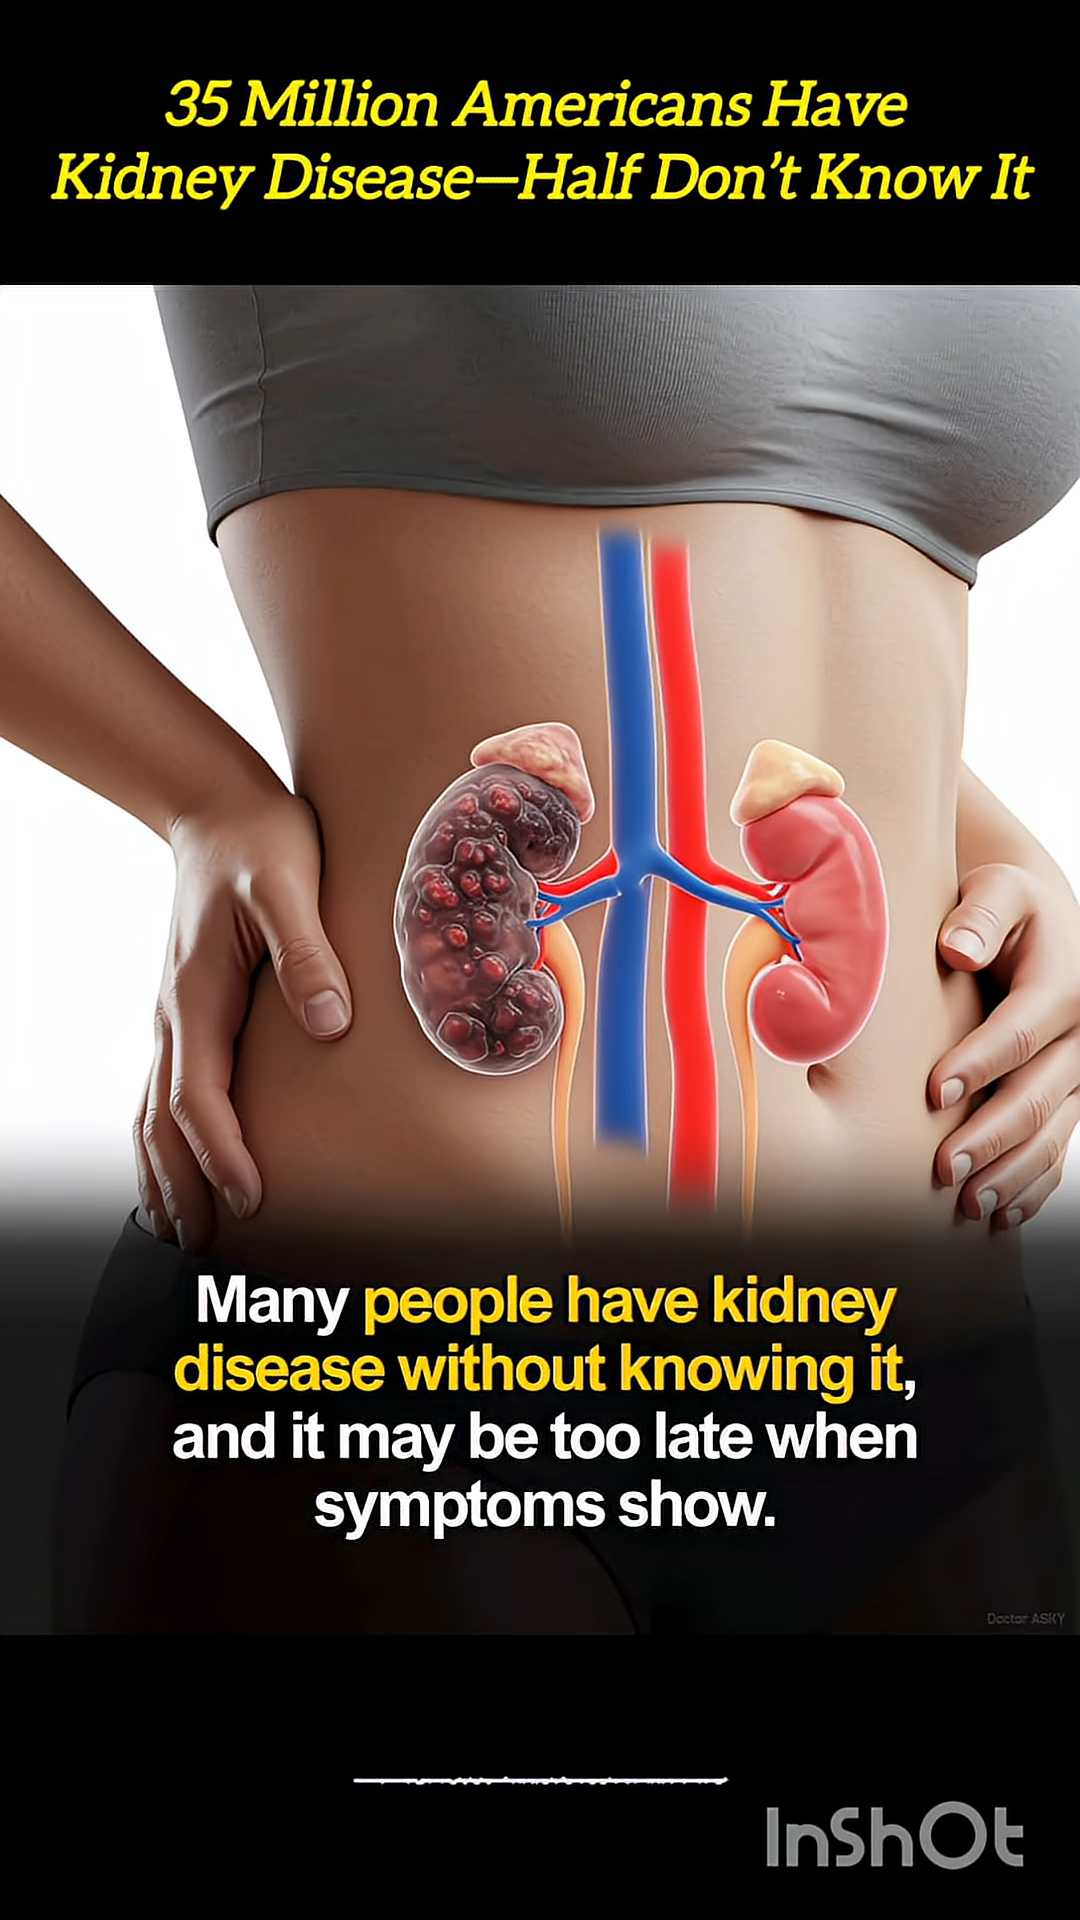 35 Million Americans Have
Kidney Disease—Half Don't Know It
Many people have kidney
disease without knowing it,
and it may be too late when
symptoms show.
Doctor ASKY
InShOt